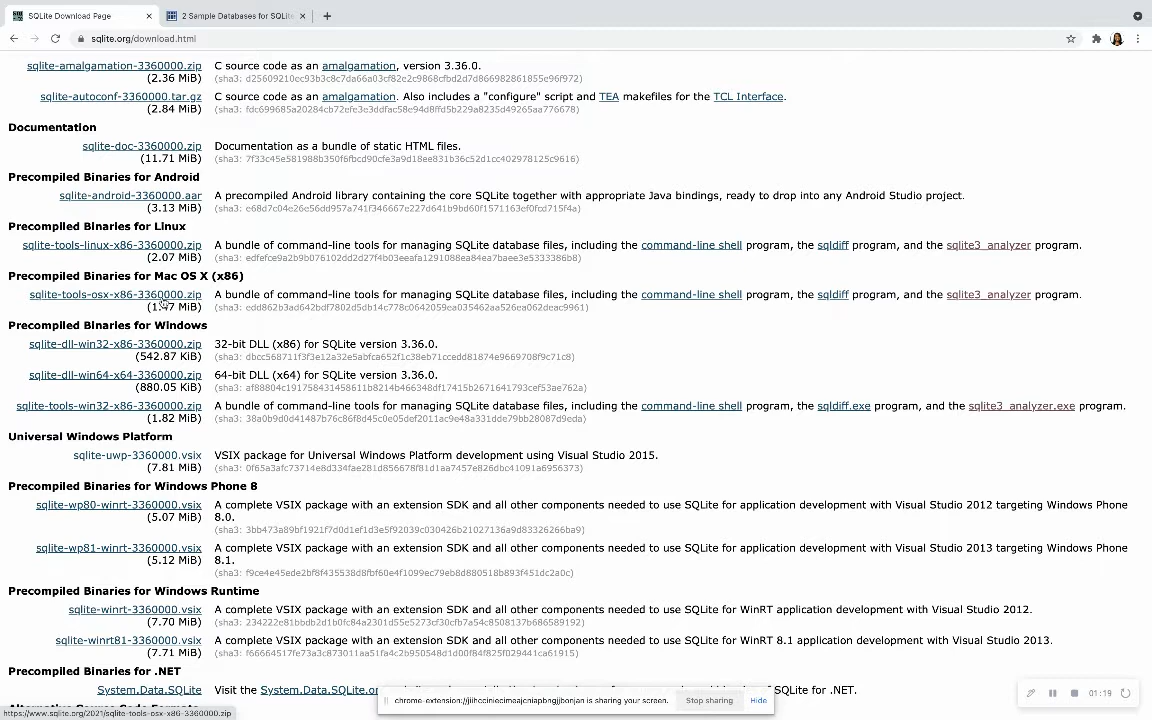 SQLite Download Page
2 Sample Databases for SQLit
sqlite.org/download.html
sqlite-amalgamation-3360000.zip C source code as an amalgamation, version 3.36.0.
(2.36 MiB)
sqlite-autoconf-3360000.tar.gz C source code as an amalgamation. Also includes a "configure" script and TEA makefiles for the TCL Interface.
(2.84 MiB)
Documentation
sqlite-doc-3360000.zip Documentation as a bundle of static HTML files.
(11.71 MiB)
Precompiled Binaries for Android
sqlite-android-3360000.aar A precompiled Android library containing the core SQLite together with appropriate Java bindings, ready to drop into any Android Studio project.
(3.13 MiB)
Precompiled Binaries for Linux
sqlite-tools-linux-x86-3360000.zip A bundle of command-line tools for managing SQLite database files, including the command-line shell program, the sqldiff program, and the sqlite3_analyzer program.
(2.07 MiB)
Precompiled Binaries for Mac OS X (x86)
sqlite-tools-osx-x86-3360000.zip A bundle of command-line tools for managing SQLite database files, including the command-line shell program, the sqldiff program, and the sqlite3_analyzer program.
Precompiled Binaries for Windows
sqlite-dll-win32-x86-3360000.zip 32-bit DLL (x86) for SQLite version 3.36.0.
(542.87 KiB)
sqlite-dll-win64-x64-3360000.zip 64-bit DLL (x64) for SQLite version 3.36.0.
(880.05 KiB)
sqlite-tools-win32-x86-3360000.zip A bundle of command-line tools for managing SQLite database files, including the command-line shell program, the sqldiff.exe program, and the sqlite3_analyzer.exe program.
(1.82 MiB)
Universal Windows Platform
sqlite-uwp-3360000.vsix VSIX package for Universal Windows Platform development using Visual Studio 2015.
(7.81 MiB)
Precompiled Binaries for Windows Phone 8
sqlite-wp80-winrt-3360000.vsix A complete VSIX package with an extension SDK and all other components needed to use SQLite for application development with Visual Studio 2012 targeting Windows Phone
(5.07 MiB) 8.0.
sqlite-wp81-winrt-3360000.vsix A complete VSIX package with an extension SDK and all other components needed to use SQLite for application development with Visual Studio 2013 targeting Windows Phone
(5.12 MiB) 8.1.
Precompiled Binaries for Windows Runtime
sqlite-winrt-3360000.vsix A complete VSIX package with an extension SDK and all other components needed to use SQLite for WinRT application development with Visual Studio 2012.
(7.70 MiB)
sqlite-winrt81-3360000.vsix A complete VSIX package with an extension SDK and all other components needed to use SQLite for WinRT 8.1 application development with Visual Studio 2013.
(7.71 MiB)
Precompiled Binaries for .NET
System.Data.SQLite Visit the System.Data.SQLite.or SQLite for .NET.
is sharing your screen. Stop sharing Hide
01:19
https://www.sqlite.org/2021/sqlite-tools-osx-x86-3360000.zip